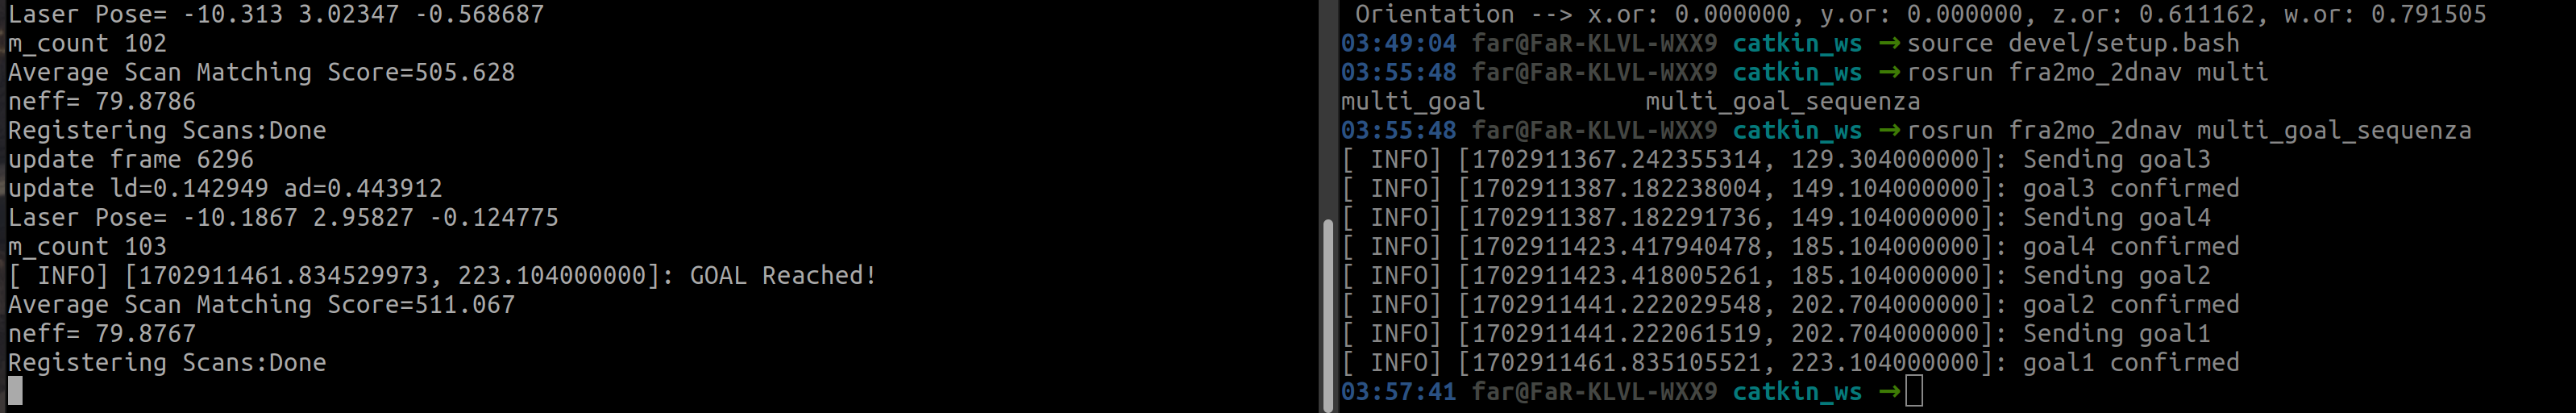 Laser Pose= -10.313 3.02347 -0.568687
m_count 102
Average Scan Matching Score=505.628
neff= 79.8786
Registering Scans:Done
update frame 6296
update ld=0.142949 ad=0.443912
Laser Pose= -10.1867 2.95827 -0.124775
m_count 103
[ INFO] [1702911461.834529973, 223.104000000]: GOAL Reached!
Average Scan Matching Score=511.067
neff= 79.8767
Registering Scans:Done
Orientation --> x.or: 0.000000, y.or: 0.000000, z.or: 0.611162, w.or: 0.791505
03:49:04 far@FaR-KLVL-WXX9 catkin_ws →source devel/setup.bash
03:55:48 far@FaR-KLVL-WXX9 catkin_ws →rosrun fra2mo_2dnav multi
multi_goal           multi_goal_sequenza
03:55:48 far@FaR-KLVL-WXX9 catkin_ws →rosrun fra2mo_2dnav multi_goal_sequenza
[ INFO] [1702911367.242355314, 129.304000000]: Sending goal3
[ INFO] [1702911387.182238004, 149.104000000]: goal3 confirmed
[ INFO] [1702911387.182291736, 149.104000000]: Sending goal4
[ INFO] [1702911423.417940478, 185.104000000]: goal4 confirmed
[ INFO] [1702911423.418005261, 185.104000000]: Sending goal2
[ INFO] [1702911441.222029548, 202.704000000]: goal2 confirmed
[ INFO] [1702911441.222061519, 202.704000000]: Sending goal1
[ INFO] [1702911461.835105521, 223.104000000]: goal1 confirmed
03:57:41 far@FaR-KLVL-WXX9 catkin_ws →